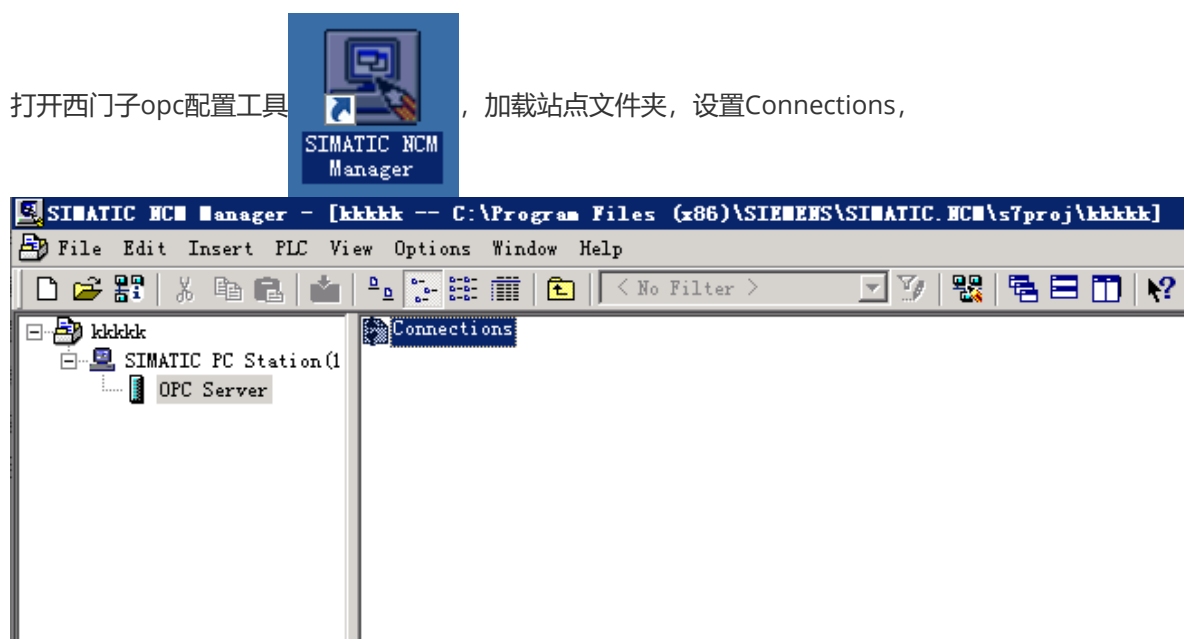 打开西门子opc配置工具
SIMATIC NCM
Manager
，加载站点文件夹，设置Connections，
SIMATIC NCM Manager - [kkkkk -- C:\Program Files (x86)\SIEMENS\SIMATIC.NCM\s7proj\kkkkk]
File Edit Insert PLC View Options Window Help
< No Filter >
kkkkk
SIMATIC PC Station(1
OPC Server
Connections